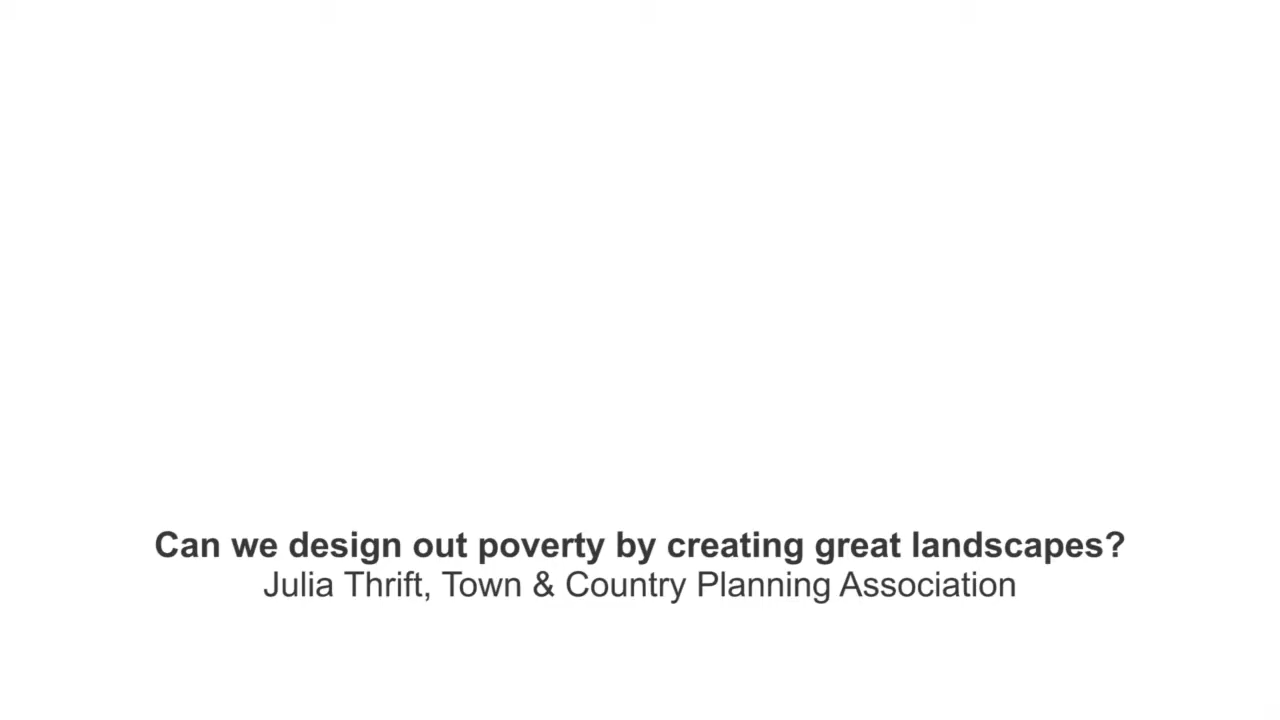 Can we design out poverty by creating great landscapes?
Julia Thrift, Town & Country Planning Association